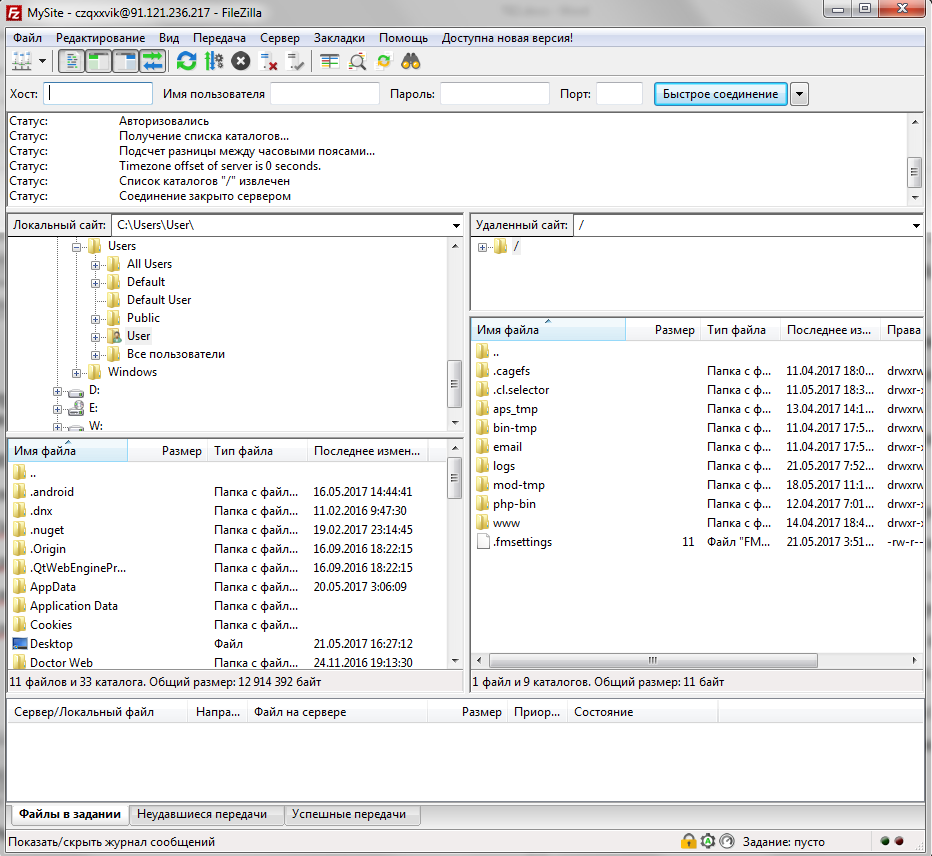 MySite - czqxxvik@91.121.236.217 - FileZilla
Файл Редактирование Вид Передача Сервер Закладки Помощь Доступна новая версия!
Хост: Имя пользователя Пароль: Порт: Быстрое соединение
Статус: Авторизовались
Статус: Получение списка каталогов...
Статус: Подсчет разницы между часовыми поясами...
Статус: Timezone offset of server is 0 seconds.
Статус: Список каталогов "/" извлечен
Статус: Соединение закрыто сервером
Локальный сайт: C:\Users\User\
Users
All Users
Default
Default User
Public
User
Все пользователи
Windows
D:
E:
W:
Имя файла Размер Тип файла Последнее измен...
..
.android Папка с файл... 16.05.2017 14:44:41
.dnx Папка с файл... 11.02.2016 9:47:30
.nuget Папка с файл... 19.02.2017 23:14:45
.Origin Папка с файл... 16.09.2016 18:22:15
.QtWebEnginePr... Папка с файл... 16.09.2016 18:22:15
AppData Папка с файл... 20.05.2017 3:06:09
Application Data Папка с файл...
Cookies Папка с файл...
Desktop Файл 21.05.2017 16:27:12
Doctor Web Папка с файл... 24.11.2016 19:13:30
11 файлов и 33 каталога. Общий размер: 12 914 392 байт
Удаленный сайт: /
/
Имя файла Размер Тип файла Последнее из... Права
..
.cagefs Папка с ф... 11.04.2017 18:0... drwxrw
.cl.selector Папка с ф... 11.05.2017 18:3... drwxr-x
aps_tmp Папка с ф... 13.04.2017 14:1... drwxrw
bin-tmp Папка с ф... 11.04.2017 17:5... drwxrw
email Папка с ф... 11.04.2017 17:5... drwxr-x
logs Папка с ф... 21.05.2017 7:52... drwxrw
mod-tmp Папка с ф... 18.05.2017 11:1... drwxrw
php-bin Папка с ф... 12.04.2017 7:01... drwxrw
www Папка с ф... 14.04.2017 18:4... drwxr-x
.fmsettings 11 Файл "FM... 21.05.2017 3:51... -rw-r--
1 файл и 9 каталогов. Общий размер: 11 байт
Сервер/Локальный файл Напра... Файл на сервере Размер Приор... Состояние
Файлы в задании Неудавшиеся передачи Успешные передачи
Показать/скрыть журнал сообщений Задание: пусто